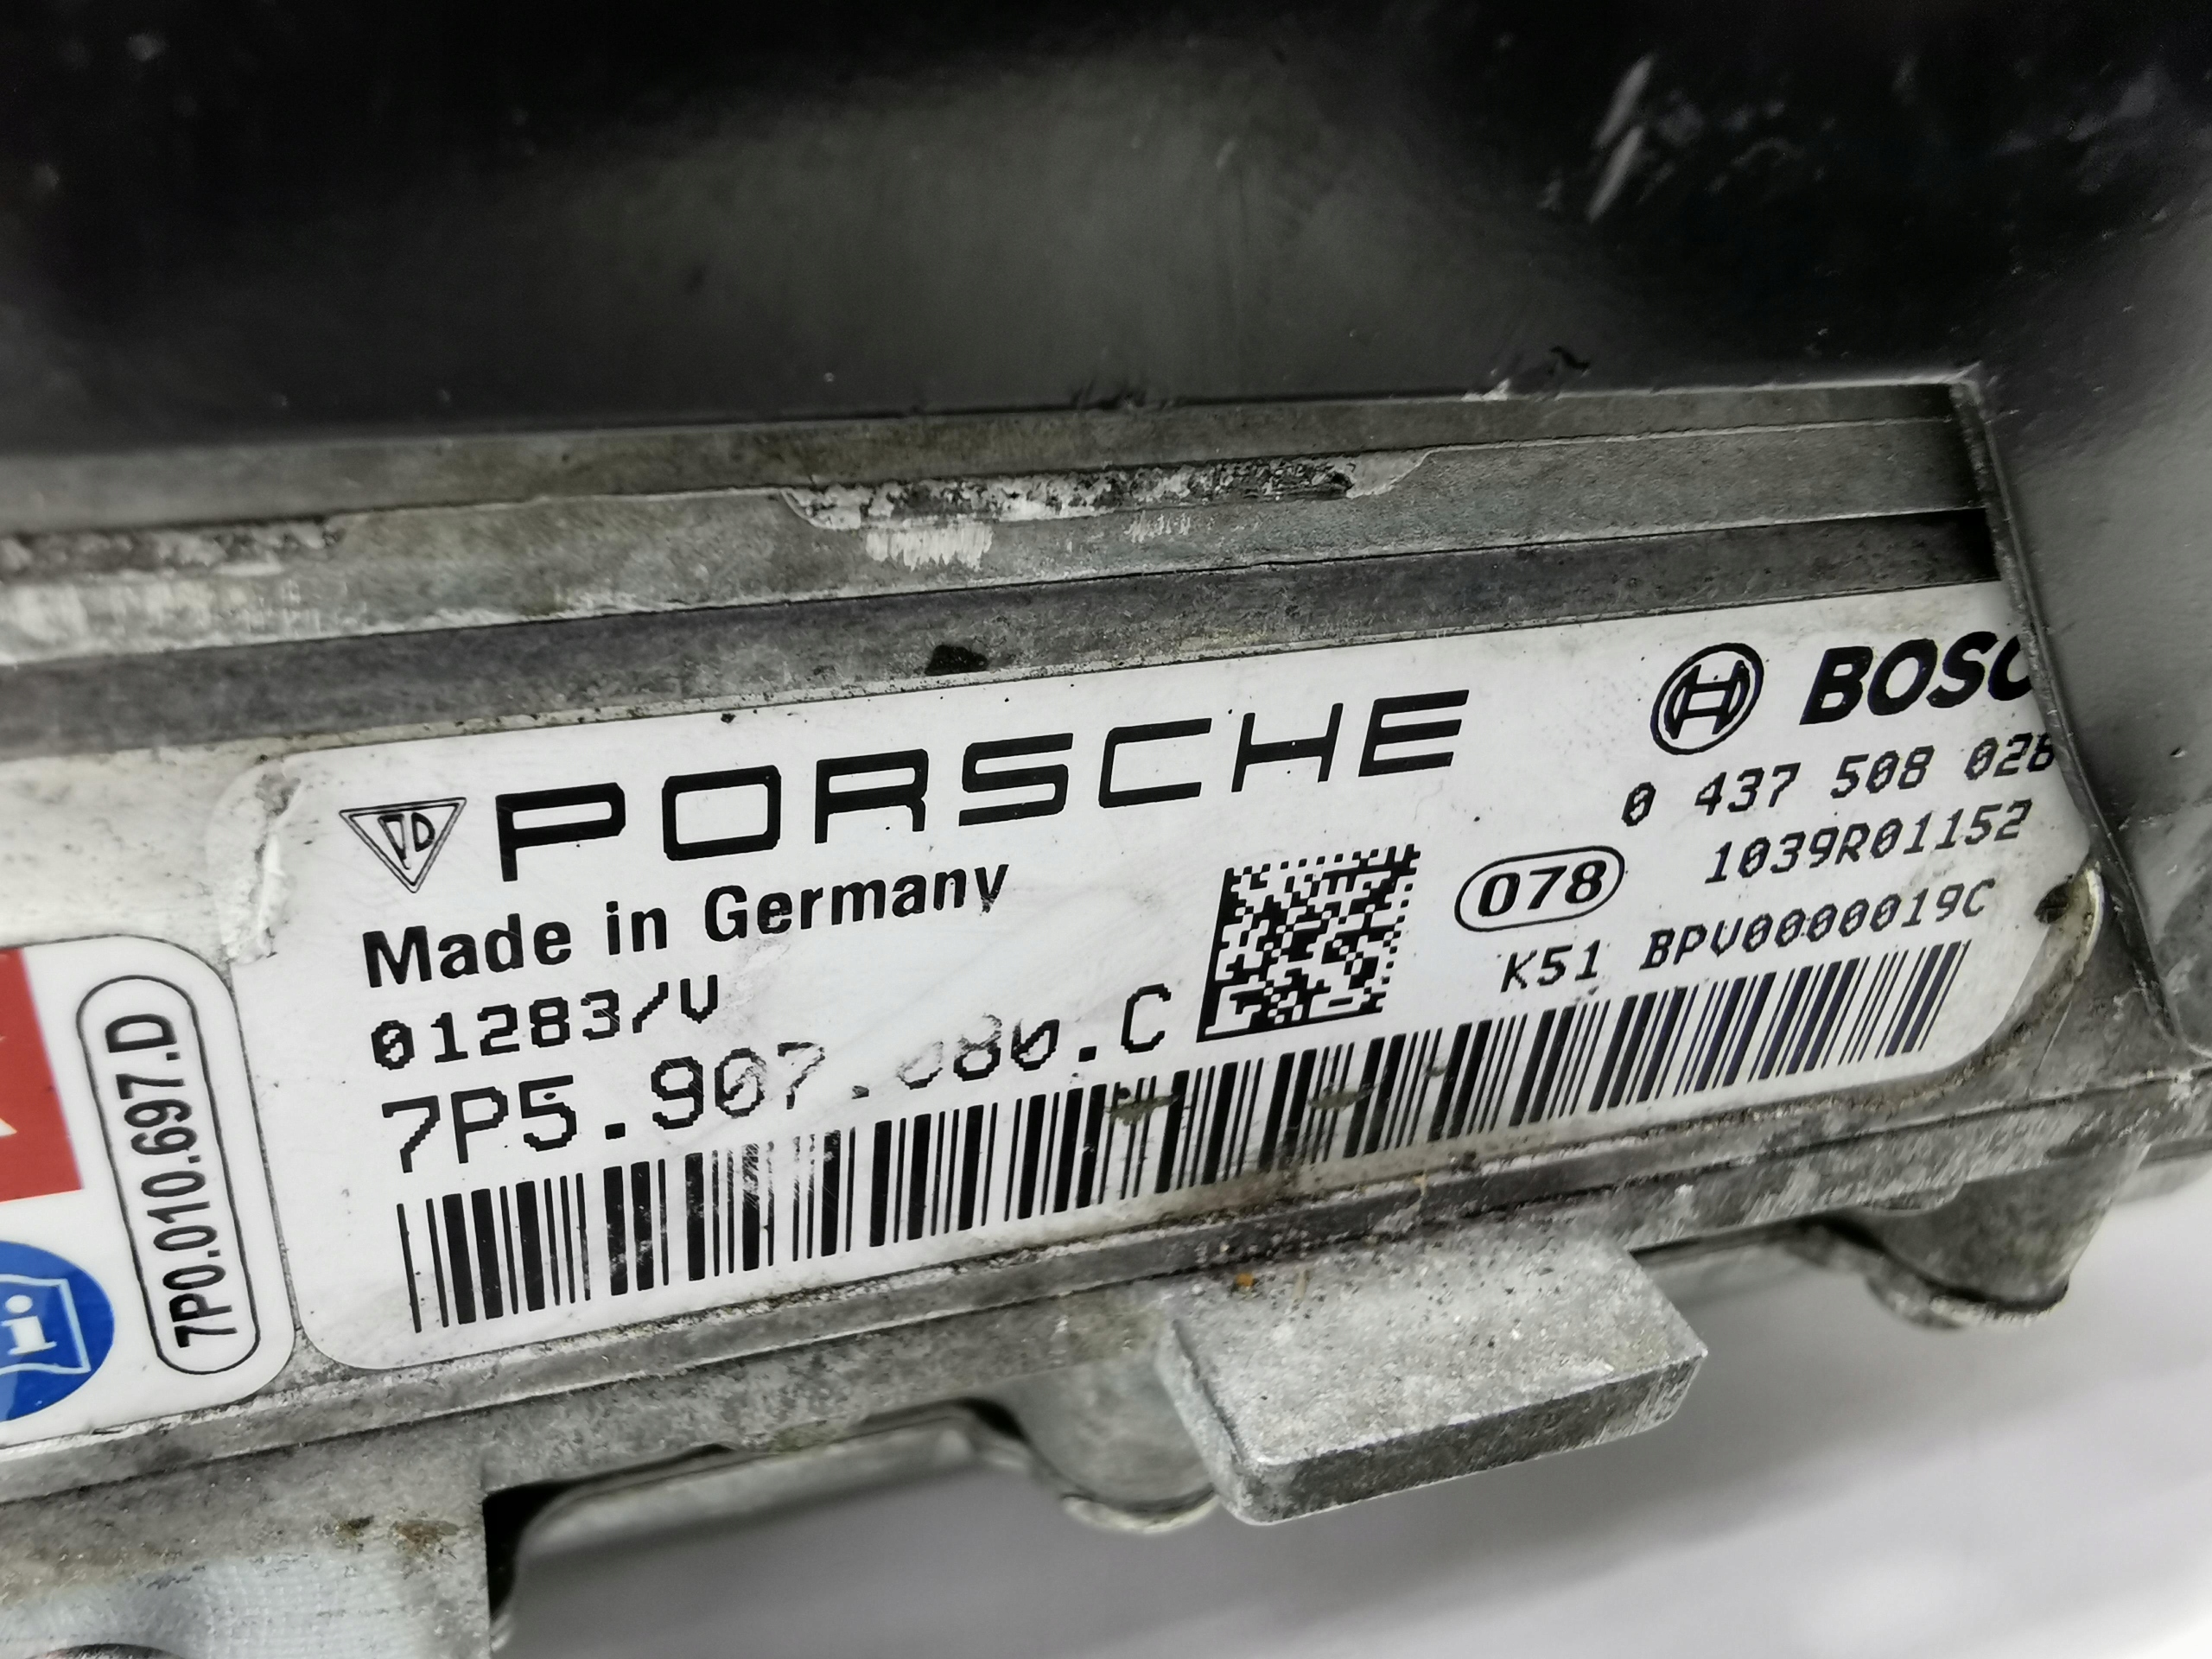 PORSCHE
Made in Germany
01283/V
7P5.907.080.C
BOSC
0 437 508 028
1039R01152
078
K51 BPV0000019C
7P0.010.697.D
i